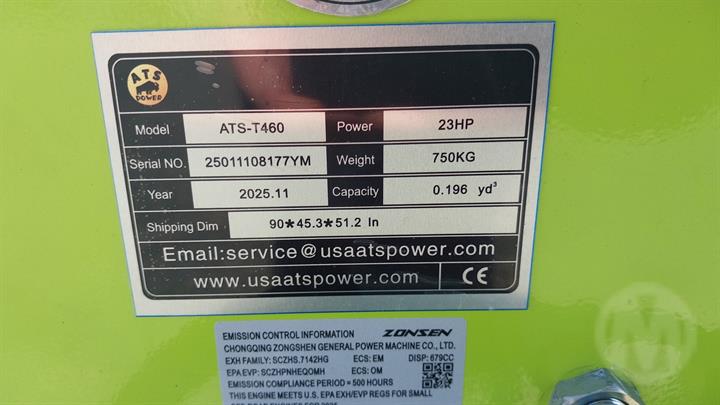 ATS
POWER
Model ATS-T460 Power 23HP
Serial NO. 25011108177YM Weight 750KG
Year 2025.11 Capacity 0.196 yd³
Shipping Dim 90*45.3*51.2 In
Email:service@usaatspower.com
www.usaatspower.com CE
EMISSION CONTROL INFORMATION ZONSEN
CHONGQING ZONGSHEN GENERAL POWER MACHINE CO., LTD.
EXH FAMILY: SCZHS.7142HG ECS: EM DISP: 679CC
EPA EVP: SCZHPNHEQOMH ECS: OM
EMISSION COMPLIANCE PERIOD = 500 HOURS
THIS ENGINE MEETS U.S. EPA EXH/EVP REGS FOR SMALL